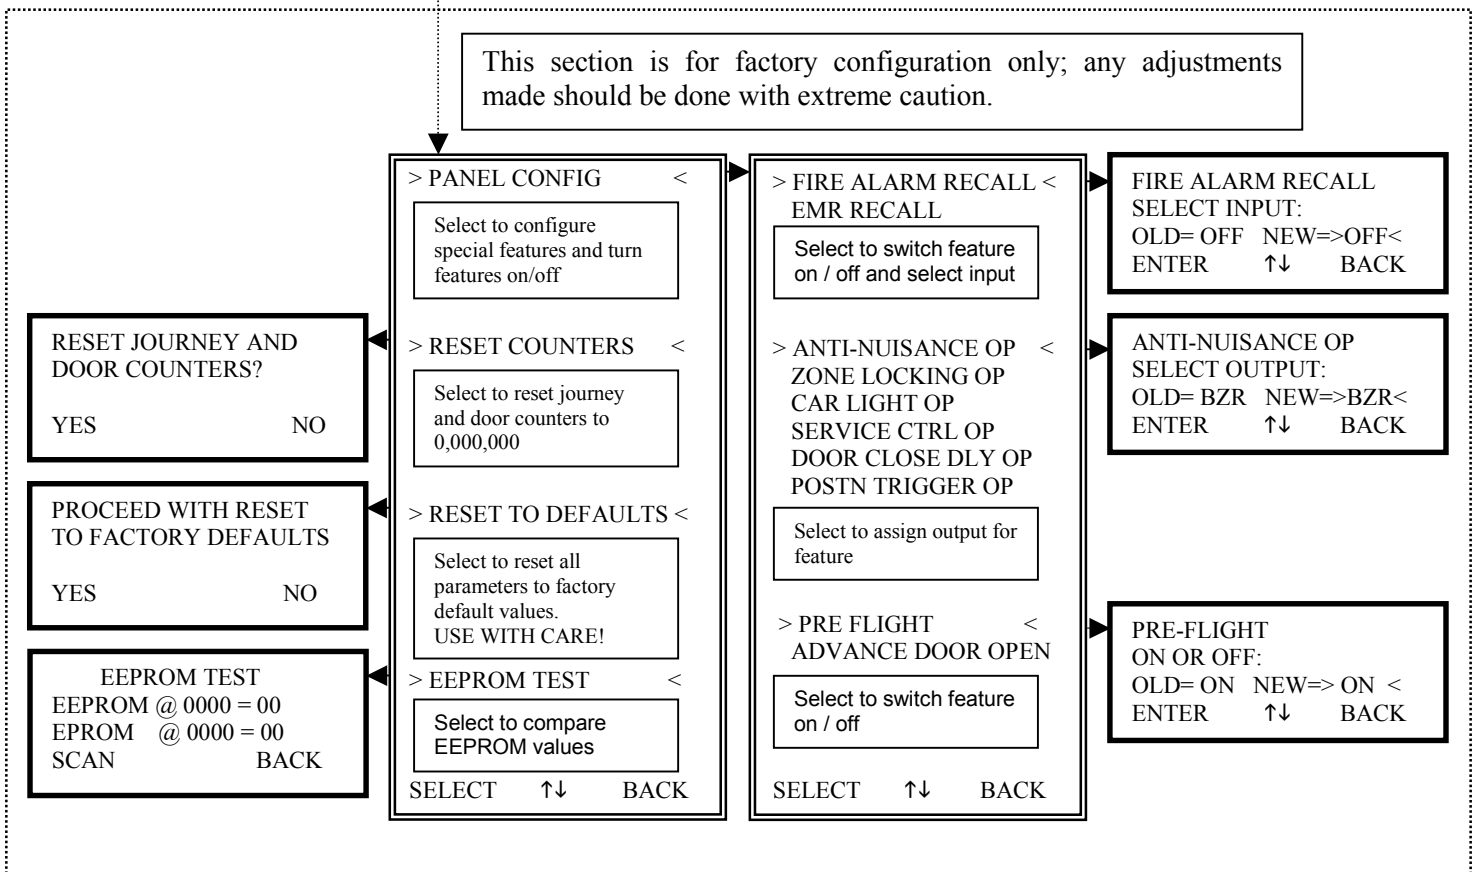 This section is for factory configuration only; any adjustments
made should be done with extreme caution.
> PANEL CONFIG <
Select to configure
special features and turn
features on/off
> RESET COUNTERS <
Select to reset journey
and door counters to
0,000,000
> RESET TO DEFAULTS <
Select to reset all
parameters to factory
default values.
USE WITH CARE!
> EEPROM TEST <
Select to compare
EEPROM values
SELECT ↑↓ BACK
RESET JOURNEY AND
DOOR COUNTERS?
YES NO
PROCEED WITH RESET
TO FACTORY DEFAULTS
YES NO
EEPROM TEST
EEPROM @ 0000 = 00
EPROM @ 0000 = 00
SCAN BACK
> FIRE ALARM RECALL <
EMR RECALL
Select to switch feature
on / off and select input
> ANTI-NUISANCE OP <
ZONE LOCKING OP
CAR LIGHT OP
SERVICE CTRL OP
DOOR CLOSE DLY OP
POSTN TRIGGER OP
Select to assign output for
feature
> PRE FLIGHT <
ADVANCE DOOR OPEN
Select to switch feature
on / off
SELECT ↑↓ BACK
FIRE ALARM RECALL
SELECT INPUT:
OLD= OFF NEW=>OFF<
ENTER ↑↓ BACK
ANTI-NUISANCE OP
SELECT OUTPUT:
OLD= BZR NEW=>BZR<
ENTER ↑↓ BACK
PRE-FLIGHT
ON OR OFF:
OLD= ON NEW=> ON <
ENTER ↑↓ BACK